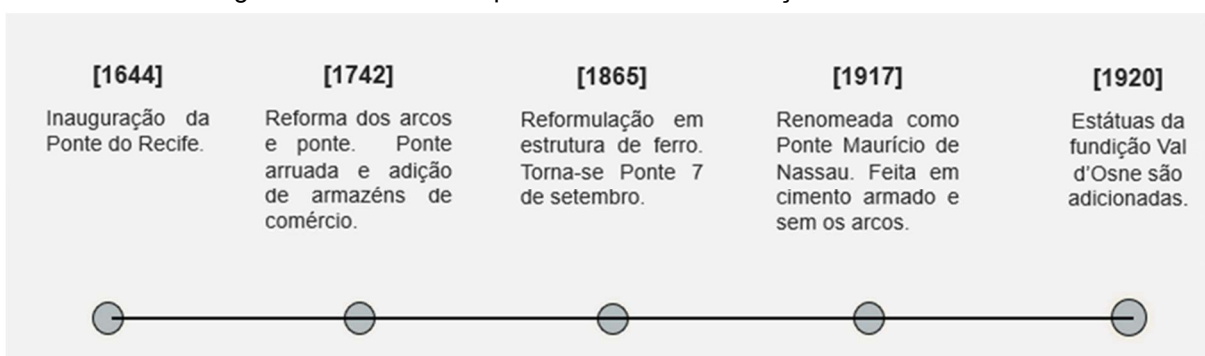 [1644]
Inauguração da
Ponte do Recife.
[1742]
Reforma dos arcos
e ponte. Ponte
arruada e adição
de armazéns de
comércio.
[1865]
Reformulação em
estrutura de ferro.
Torna-se Ponte 7
de setembro.
[1917]
Renomeada como
Ponte Maurício de
Nassau. Feita em
cimento armado e
sem os arcos.
[1920]
Estátuas da
fundição Val
d'Osne são
adicionadas.